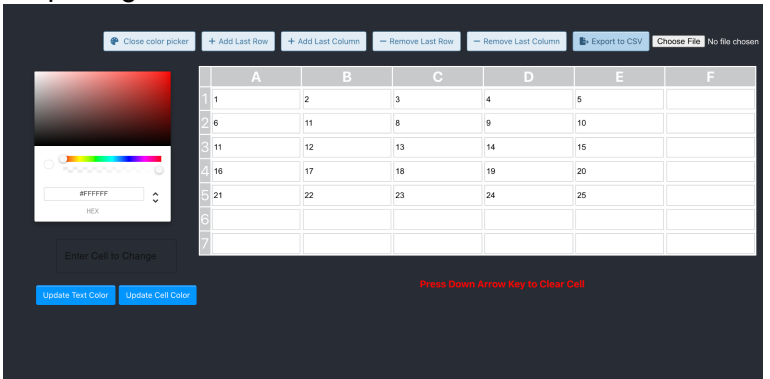 Close color picker + Add Last Row + Add Last Column − Remove Last Row − Remove Last Column Export to CSV Choose File No file chosen
A B C D E F
1 1 2 3 4 5
2 6 11 8 9 10
3 11 12 13 14 15
4 16 17 18 19 20
5 21 22 23 24 25
6
7
#FFFFFF
HEX
Enter Cell to Change
Update Text Color Update Cell Color
Press Down Arrow Key to Clear Cell